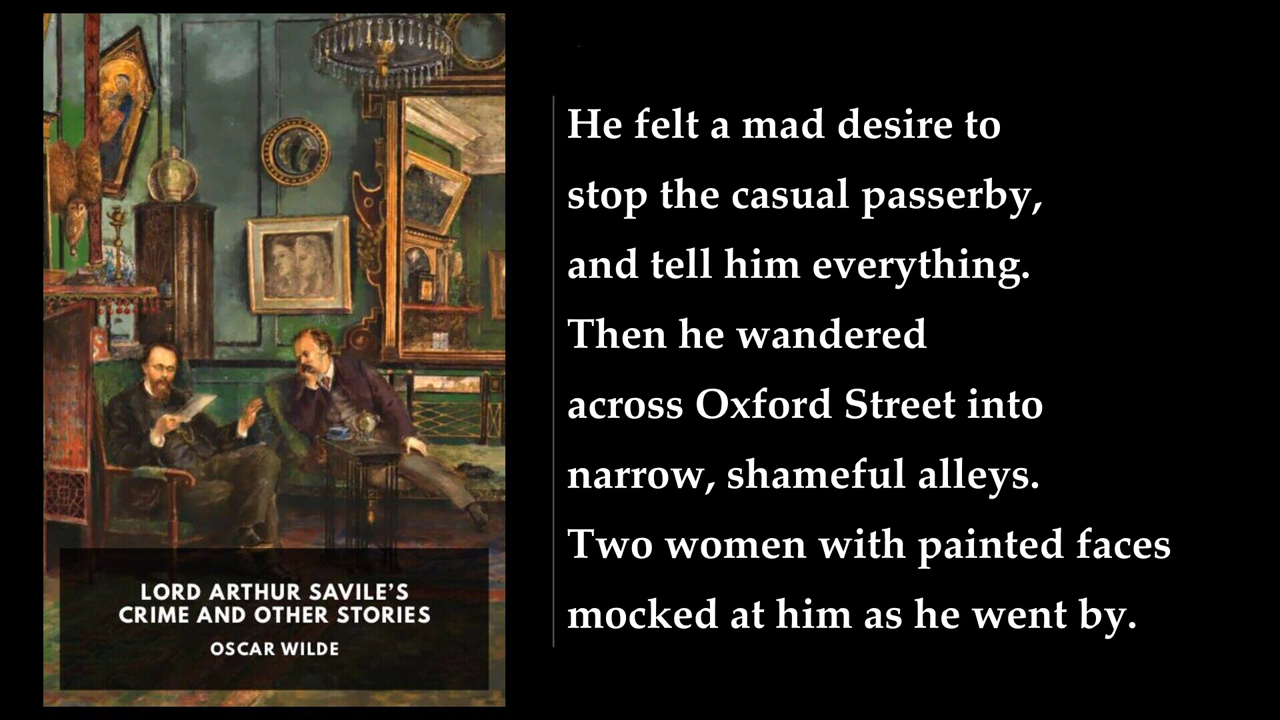 LORD ARTHUR SAVILE'S
CRIME AND OTHER STORIES
OSCAR WILDE
He felt a mad desire to
stop the casual passerby,
and tell him everything.
Then he wandered
across Oxford Street into
narrow, shameful alleys.
Two women with painted faces
mocked at him as he went by.